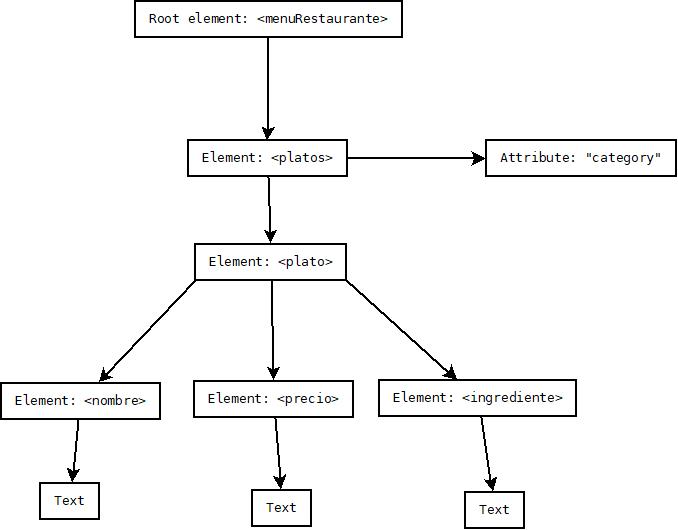 Root element: <menuRestaurante>
Element: <platos>
Attribute: "category"
Element: <plato>
Element: <nombre>
Element: <precio>
Element: <ingrediente>
Text
Text
Text